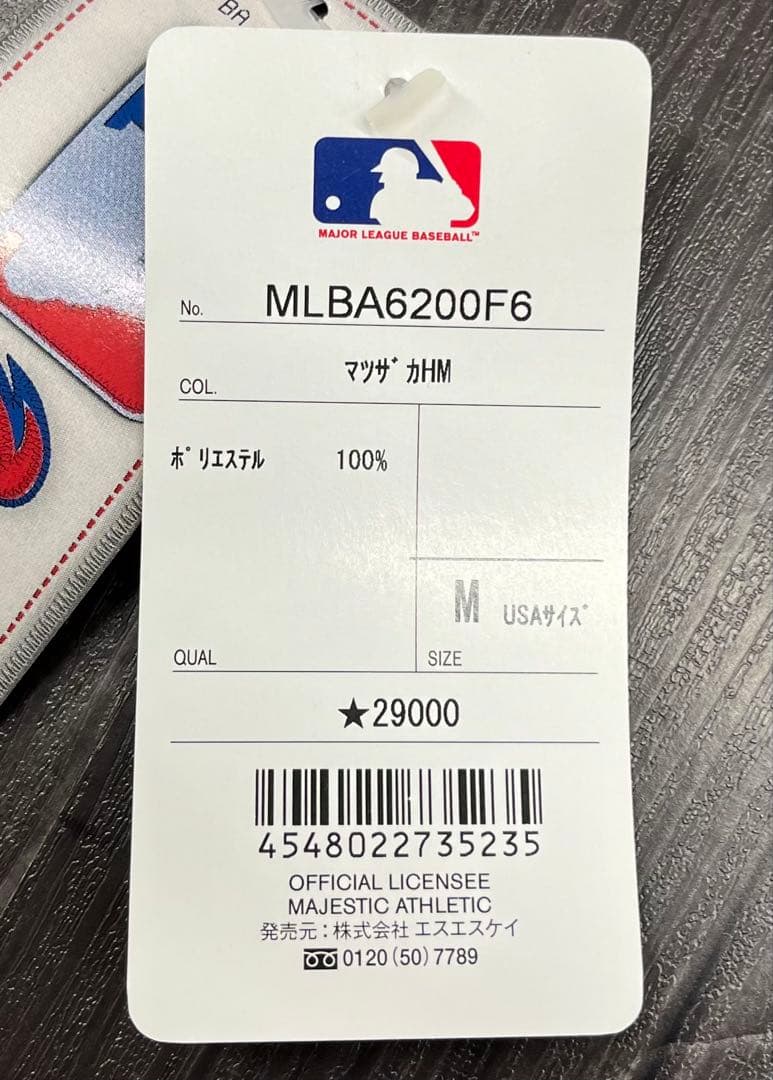 BA
MAJOR LEAGUE BASEBALL™
No. MLBA6200F6
COL. ﾏﾂｻﾞｶHM
ﾎﾟﾘｴｽﾃﾙ 100%
M USAｻｲｽﾞ
QUAL SIZE
★29000
4548022735235
OFFICIAL LICENSEE
MAJESTIC ATHLETIC
発売元：株式会社 エスエスケイ
0120(50)7789